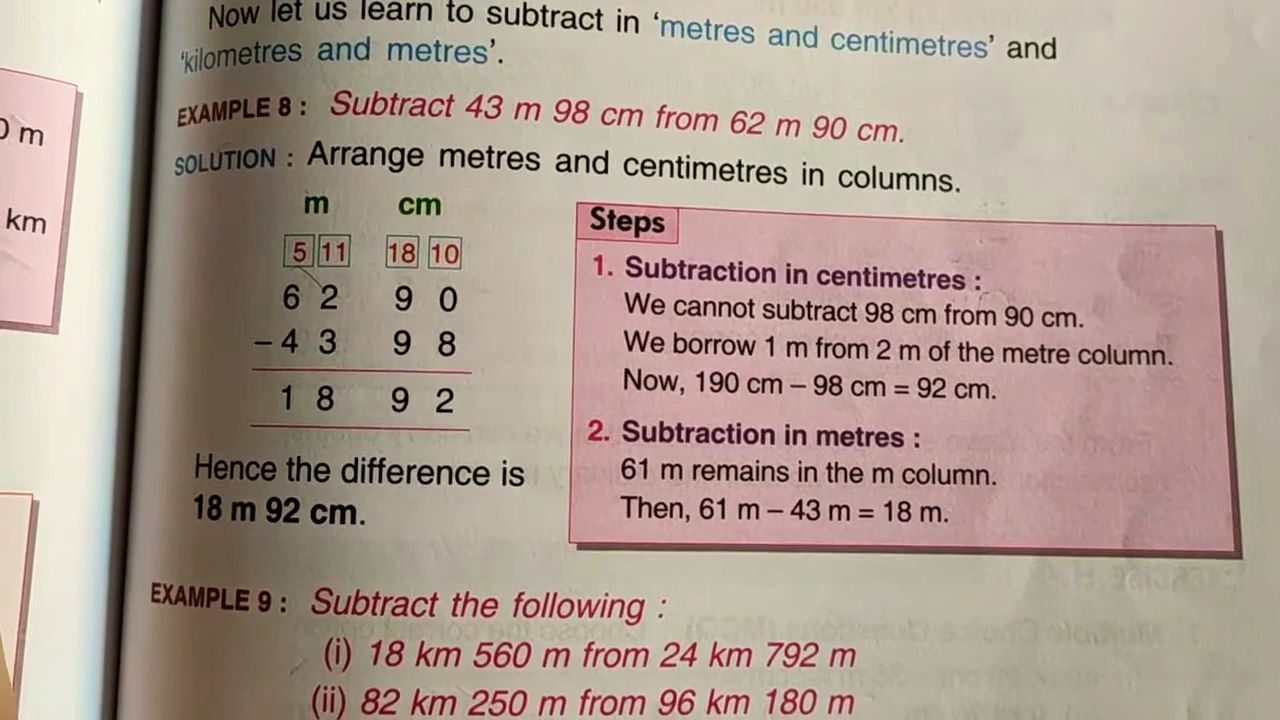 Now let us learn to subtract in ‘metres and centimetres’ and
‘kilometres and metres’.
EXAMPLE 8 : Subtract 43 m 98 cm from 62 m 90 cm.
SOLUTION : Arrange metres and centimetres in columns.
m cm
5 11 18 10
6 2 9 0
– 4 3 9 8
1 8 9 2
Hence the difference is
18 m 92 cm.
Steps
1. Subtraction in centimetres :
We cannot subtract 98 cm from 90 cm.
We borrow 1 m from 2 m of the metre column.
Now, 190 cm – 98 cm = 92 cm.
2. Subtraction in metres :
61 m remains in the m column.
Then, 61 m – 43 m = 18 m.
EXAMPLE 9 : Subtract the following :
(i) 18 km 560 m from 24 km 792 m
(ii) 82 km 250 m from 96 km 180 m
m
km